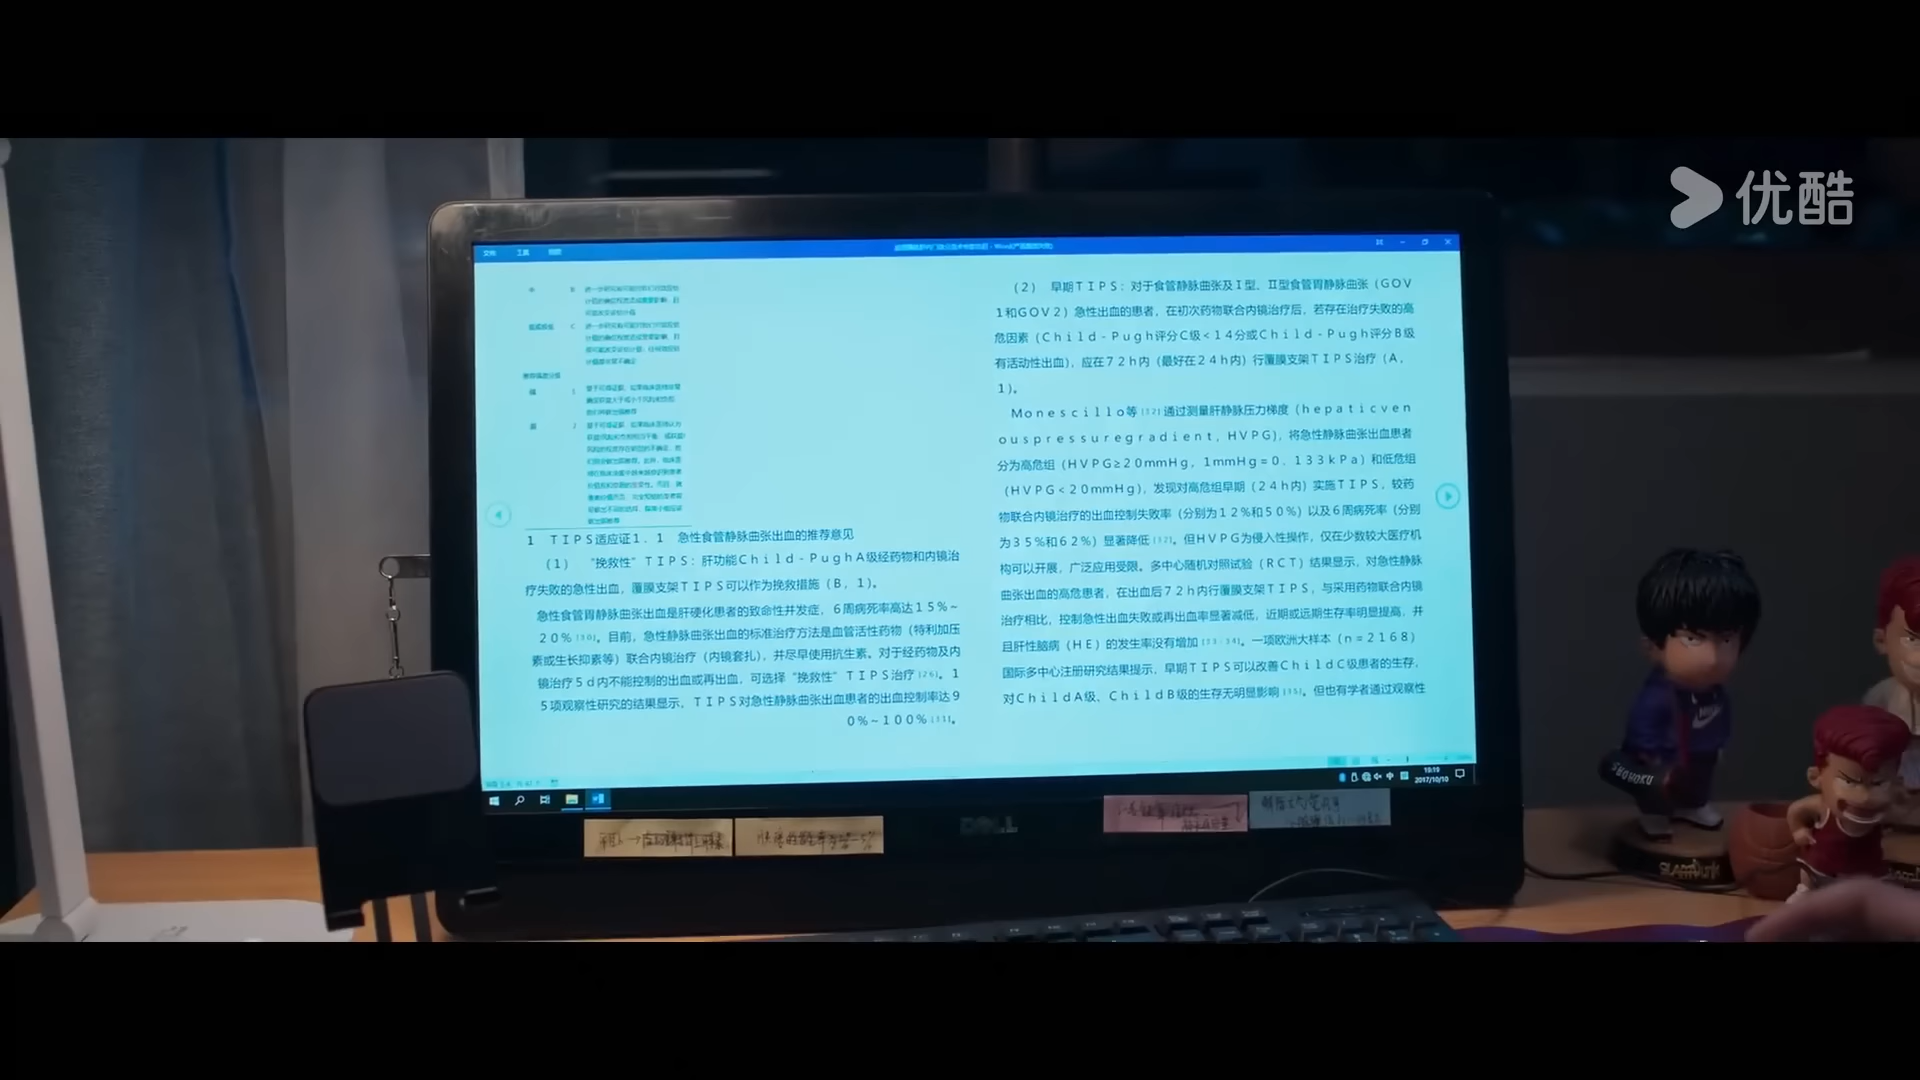 优酷
文件
工具
中
B
C
1 TIPS适应证1.1 急性食管静脉曲张出血的推荐意见
(1) “挽救性”TIPS：肝功能Child-PughA级经药物和内镜治
疗失败的急性出血，覆膜支架TIPS可以作为挽救措施（B，1）。
急性食管胃静脉曲张出血是肝硬化患者的致命性并发症，6周病死率高达15%~
20%[30]。目前，急性静脉曲张出血的标准治疗方法是血管活性药物（特利加压
素或生长抑素等）联合内镜治疗（内镜套扎），并尽早使用抗生素。对于经药物及内
镜治疗5d内不能控制的出血或再出血，可选择“挽救性”TIPS治疗[26]。1
5项观察性研究的结果显示，TIPS对急性静脉曲张出血患者的出血控制率达9
0%~100%[31]。
(2) 早期TIPS：对于食管静脉曲张及I型、II型食管胃静脉曲张（GOV
1和GOV2）急性出血的患者，在初次药物联合内镜治疗后，若存在治疗失败的高
危因素（Child-Pugh评分C级<14分或Child-Pugh评分B级
有活动性出血），应在72h内（最好在24h内）行覆膜支架TIPS治疗（A，
1）。
Monescillo等[32]通过测量肝静脉压力梯度（hepaticven
ouspressuregradient，HVPG），将急性静脉曲张出血患者
分为高危组（HVPG≥20mmHg，1mmHg=0.133kPa）和低危组
（HVPG<20mmHg），发现对高危组早期（24h内）实施TIPS，较药
物联合内镜治疗的出血控制失败率（分别为12%和50%）以及6周病死率（分别
为35%和62%）显著降低[32]。但HVPG为侵入性操作，仅在少数较大医疗机
构可以开展，广泛应用受限。多中心随机对照试验（RCT）结果显示，对急性静脉
曲张出血的高危患者，在出血后72h内行覆膜支架TIPS，与采用药物联合内镜
治疗相比，控制急性出血失败或再出血率显著减低，近期或远期生存率明显提高，并
且肝性脑病（HE）的发生率没有增加[33-34]。一项欧洲大样本（n=2168）
国际多中心注册研究结果提示，早期TIPS可以改善ChildC级患者的生存，
对ChildA级、ChildB级的生存无明显影响[35]。但也有学者通过观察性
19:19
2017/10/10
DELL
SHOHOKU
SLAM DUNK